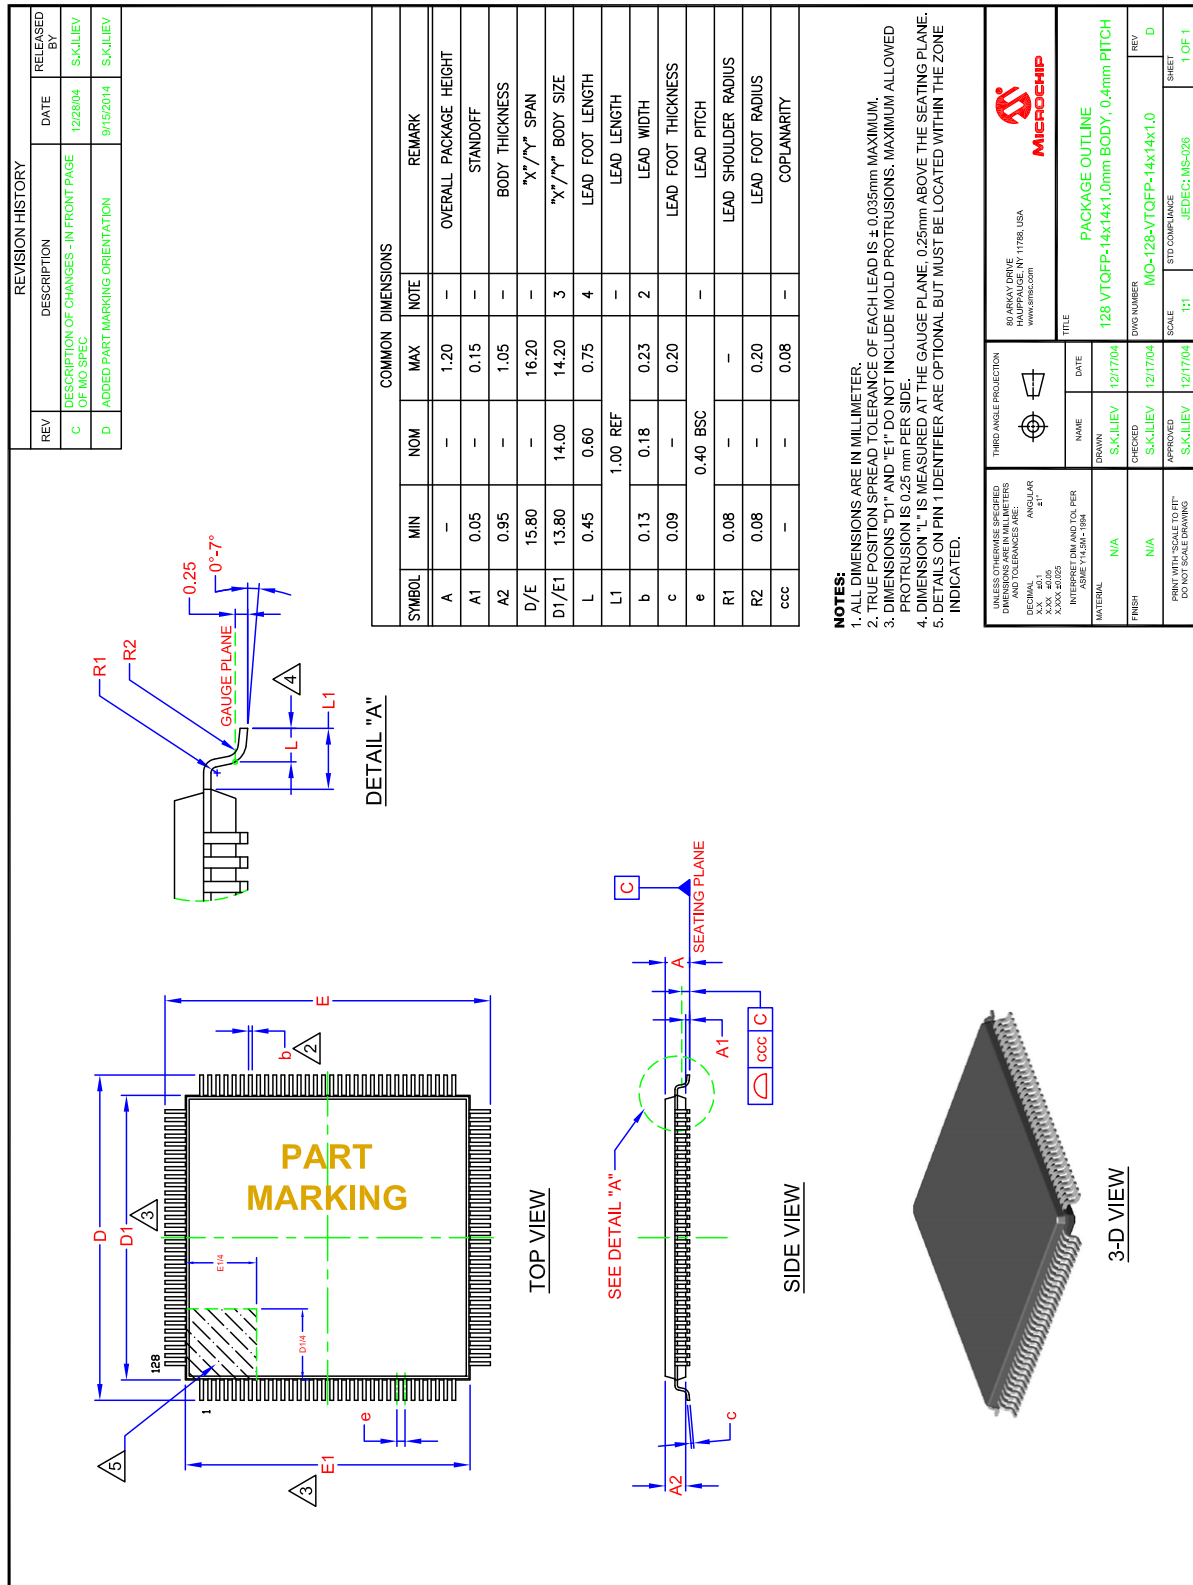 REVISION HISTORY
REV DESCRIPTION DATE RELEASED BY
C DESCRIPTION OF CHANGES - IN FRONT PAGE OF MO SPEC 12/28/04 S.K.ILIEV
D ADDED PART MARKING ORIENTATION 9/15/2014 S.K.ILIEV
D
D1
3
E
b
2
PART
MARKING
E1/4
D1/4
128
1
5
e
E1
3
TOP VIEW
R1
R2
GAUGE PLANE
0.25
0°-7°
4
L
L1
DETAIL "A"
SEE DETAIL "A"
C
SEATING PLANE
A
A1
ccc C
A2
c
SIDE VIEW
3-D VIEW
COMMON DIMENSIONS
SYMBOL MIN NOM MAX NOTE REMARK
A - - 1.20 - OVERALL PACKAGE HEIGHT
A1 0.05 - 0.15 - STANDOFF
A2 0.95 - 1.05 - BODY THICKNESS
D/E 15.80 - 16.20 - "X"/"Y" SPAN
D1/E1 13.80 14.00 14.20 3 "X"/"Y" BODY SIZE
L 0.45 0.60 0.75 4 LEAD FOOT LENGTH
L1 1.00 REF - LEAD LENGTH
b 0.13 0.18 0.23 2 LEAD WIDTH
c 0.09 - 0.20 LEAD FOOT THICKNESS
e 0.40 BSC - LEAD PITCH
R1 0.08 - - LEAD SHOULDER RADIUS
R2 0.08 - 0.20 LEAD FOOT RADIUS
ccc - - 0.08 - COPLANARITY
NOTES:
1. ALL DIMENSIONS ARE IN MILLIMETER.
2. TRUE POSITION SPREAD TOLERANCE OF EACH LEAD IS ± 0.035mm MAXIMUM.
3. DIMENSIONS "D1" AND "E1" DO NOT INCLUDE MOLD PROTRUSIONS. MAXIMUM ALLOWED
PROTRUSION IS 0.25 mm PER SIDE.
4. DIMENSION "L" IS MEASURED AT THE GAUGE PLANE, 0.25mm ABOVE THE SEATING PLANE.
5. DETAILS ON PIN 1 IDENTIFIER ARE OPTIONAL BUT MUST BE LOCATED WITHIN THE ZONE
INDICATED.
UNLESS OTHERWISE SPECIFIED
DIMENSIONS ARE IN MILLIMETERS
AND TOLERANCES ARE:
DECIMAL ANGULAR
X.X ±0.1 ±1°
X.XX ±0.05
X.XXX ±0.025
INTERPRET DIM AND TOL PER
ASME Y14.5M - 1994
MATERIAL
N/A
FINISH
N/A
PRINT WITH "SCALE TO FIT"
DO NOT SCALE DRAWING
THIRD ANGLE PROJECTION
NAME DATE
DRAWN
S.K.ILIEV 12/17/04
CHECKED
S.K.ILIEV 12/17/04
APPROVED
S.K.ILIEV 12/17/04
80 ARKAY DRIVE
HAUPPAUGE, NY 11788, USA
www.smsc.com
MICROCHIP
TITLE
PACKAGE OUTLINE
128 VTQFP-14x14x1.0mm BODY, 0.4mm PITCH
DWG NUMBER
MO-128-VTQFP-14x14x1.0
REV
D
SCALE
1:1
STD COMPLIANCE
JEDEC: MS-026
SHEET
1 OF 1